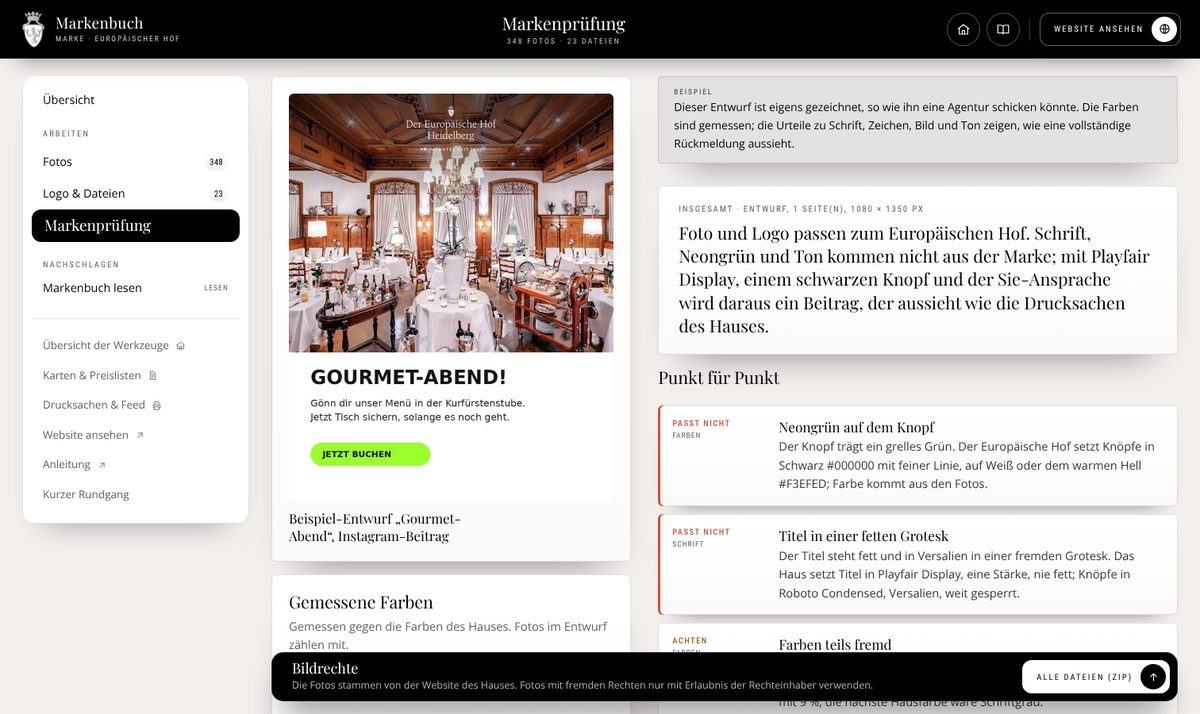 Markenbuch
MARKE · EUROPÄISCHER HOF
Markenprüfung
348 FOTOS · 23 DATEIEN
WEBSITE ANSEHEN
Übersicht
ARBEITEN
Fotos
348
Logo & Dateien
23
Markenprüfung
NACHSCHLAGEN
Markenbuch lesen
LESEN
Übersicht der Werkzeuge
Karten & Preislisten
Drucksachen & Feed
Website ansehen
Anleitung
Kurzer Rundgang
Der Europäische Hof
Heidelberg
GOURMET-ABEND!
Gönn dir unser Menü in der Kurfürstenstube.
Jetzt Tisch sichern, solange es noch geht.
JETZT BUCHEN
Beispiel-Entwurf „Gourmet-
Abend“, Instagram-Beitrag
Gemessene Farben
Gemessen gegen die Farben des Hauses. Fotos im Entwurf
zählen mit.
BEISPIEL
Dieser Entwurf ist eigens gezeichnet, so wie ihn eine Agentur schicken könnte. Die Farben
sind gemessen; die Urteile zu Schrift, Zeichen, Bild und Ton zeigen, wie eine vollständige
Rückmeldung aussieht.
INSGESAMT · ENTWURF, 1 SEITE(N), 1080 × 1350 PX
Foto und Logo passen zum Europäischen Hof. Schrift,
Neongrün und Ton kommen nicht aus der Marke; mit Playfair
Display, einem schwarzen Knopf und der Sie-Ansprache
wird daraus ein Beitrag, der aussieht wie die Drucksachen
des Hauses.
Punkt für Punkt
PASST NICHT
FARBEN
Neongrün auf dem Knopf
Der Knopf trägt ein grelles Grün. Der Europäische Hof setzt Knöpfe in
Schwarz #000000 mit feiner Linie, auf Weiß oder dem warmen Hell
#F3EFED; Farbe kommt aus den Fotos.
PASST NICHT
SCHRIFT
Titel in einer fetten Grotesk
Der Titel steht fett und in Versalien in einer fremden Grotesk. Das
Haus setzt Titel in Playfair Display, eine Stärke, nie fett; Knöpfe in
Roboto Condensed, Versalien, weit gesperrt.
ACHTEN
Farben teils fremd
Bildrechte
Die Fotos stammen von der Website des Hauses. Fotos mit fremden Rechten nur mit Erlaubnis der Rechteinhaber verwenden.
ALLE DATEIEN (ZIP)